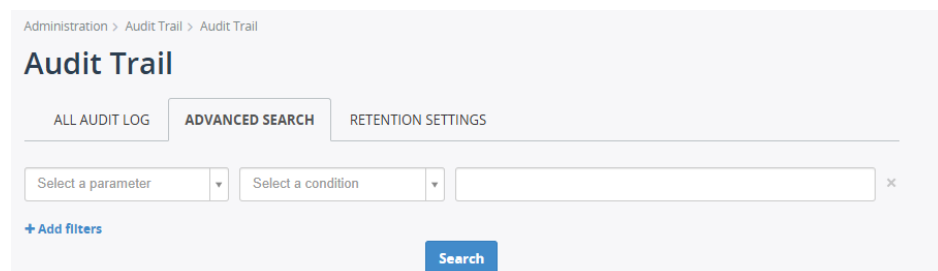 Administration > Audit Trail > Audit Trail
Audit Trail
ALL AUDIT LOG ADVANCED SEARCH RETENTION SETTINGS
Select a parameter Select a condition
+ Add filters
Search